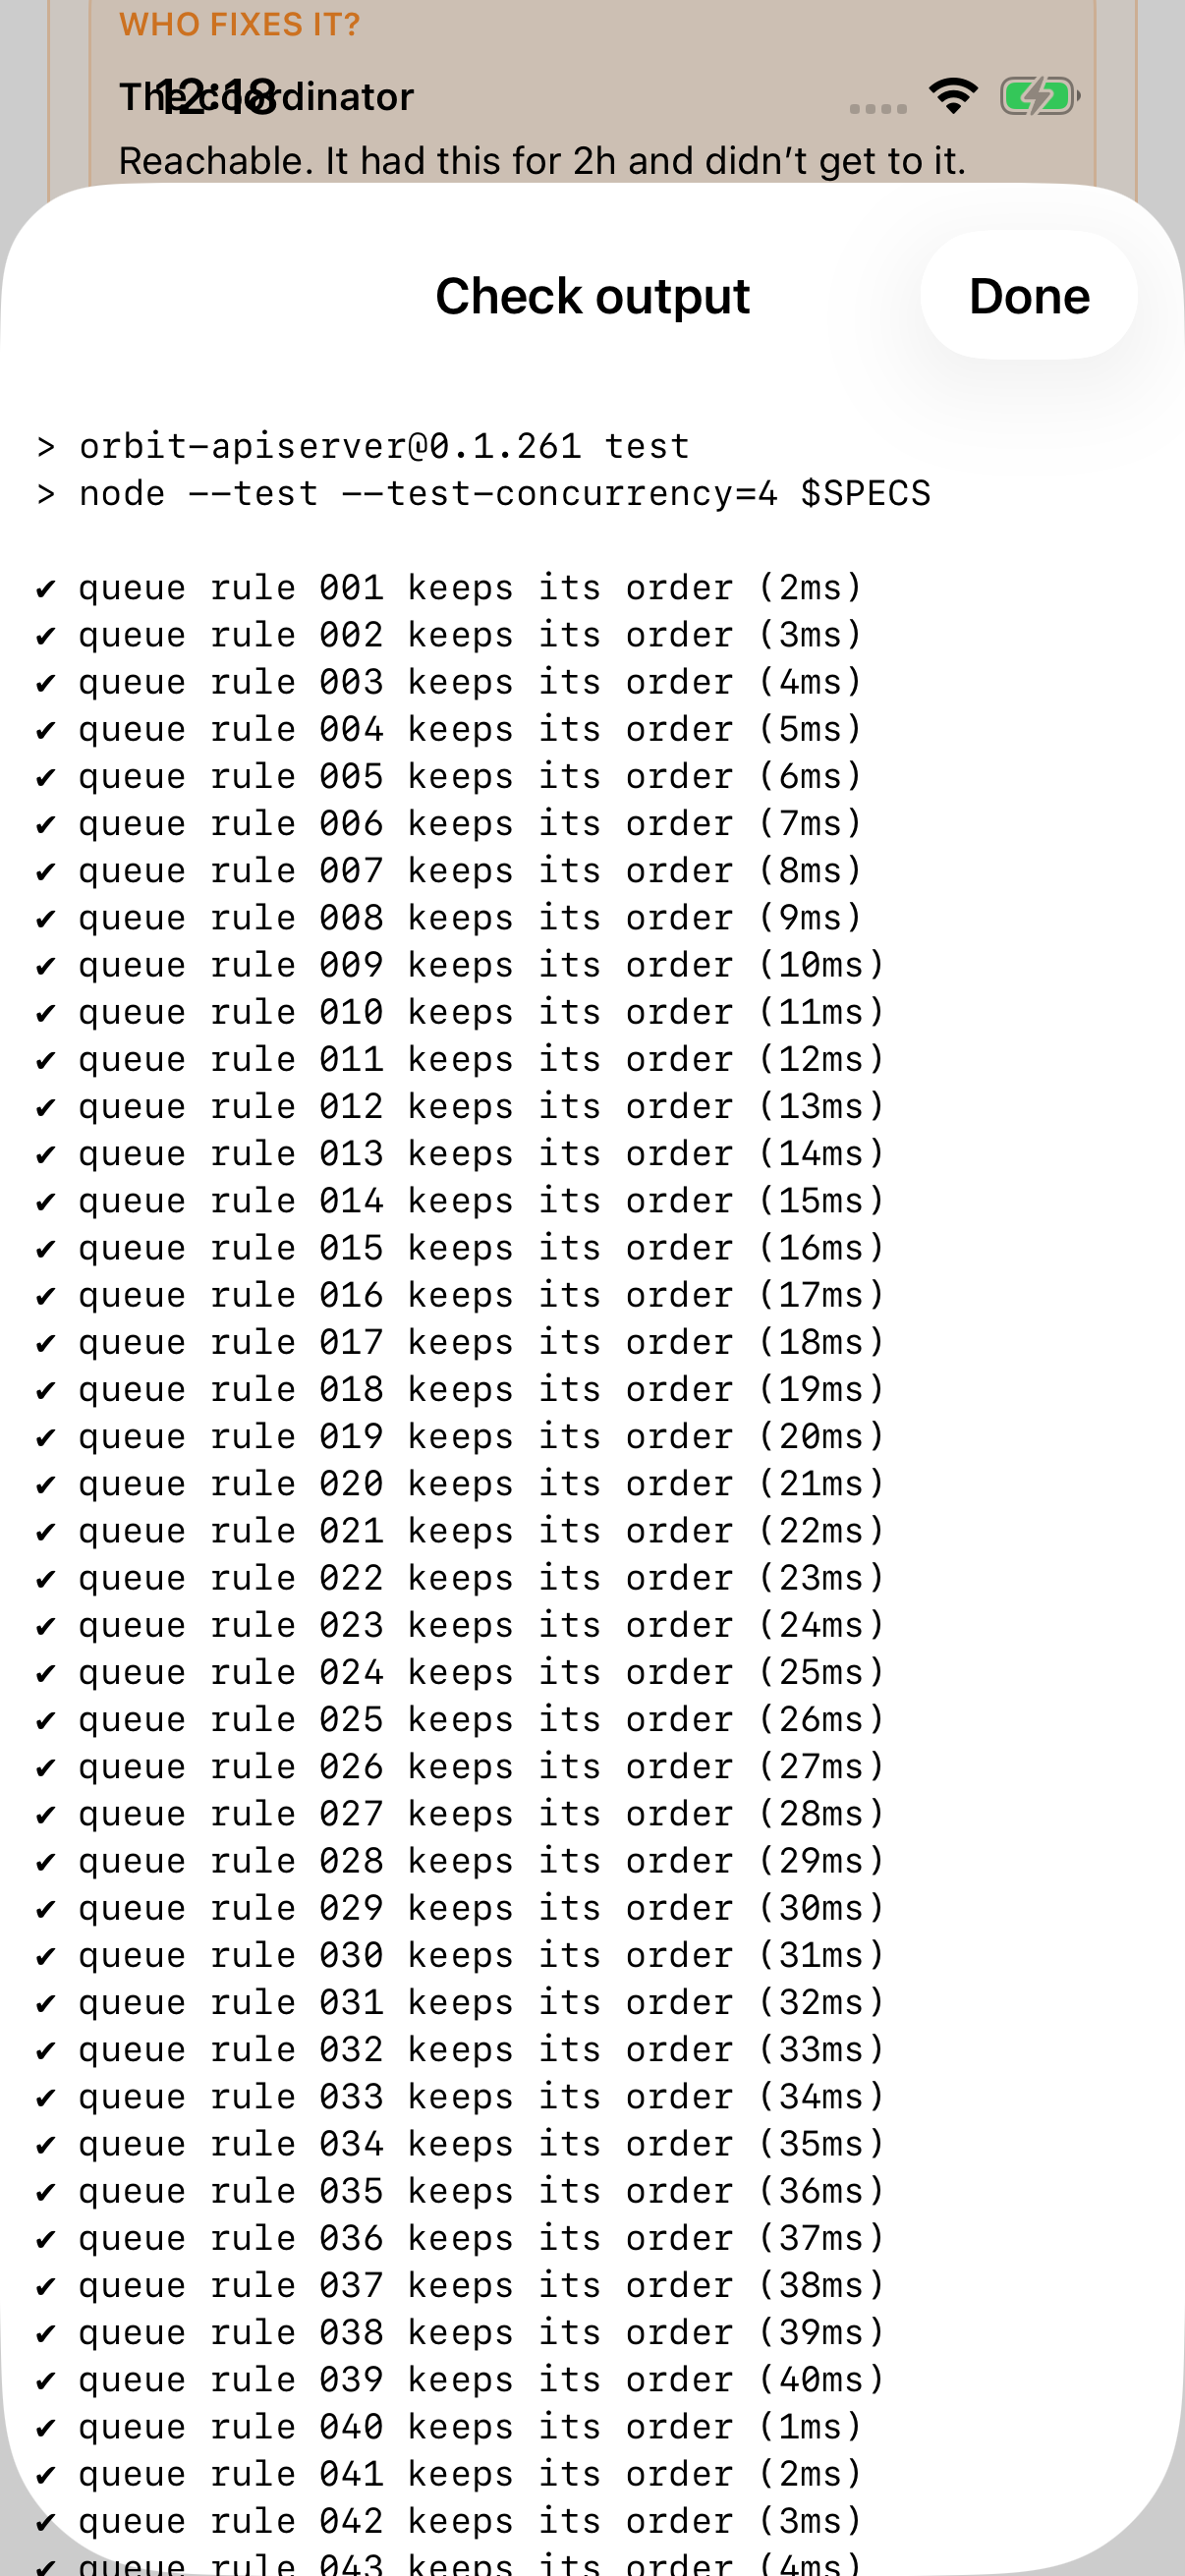 WHO FIXES IT?
The coordinator
12:18
Reachable. It had this for 2h and didn’t get to it.
Check output
Done
> orbit-apiserver@0.1.261 test
> node --test --test-concurrency=4 $SPECS
✔ queue rule 001 keeps its order (2ms)
✔ queue rule 002 keeps its order (3ms)
✔ queue rule 003 keeps its order (4ms)
✔ queue rule 004 keeps its order (5ms)
✔ queue rule 005 keeps its order (6ms)
✔ queue rule 006 keeps its order (7ms)
✔ queue rule 007 keeps its order (8ms)
✔ queue rule 008 keeps its order (9ms)
✔ queue rule 009 keeps its order (10ms)
✔ queue rule 010 keeps its order (11ms)
✔ queue rule 011 keeps its order (12ms)
✔ queue rule 012 keeps its order (13ms)
✔ queue rule 013 keeps its order (14ms)
✔ queue rule 014 keeps its order (15ms)
✔ queue rule 015 keeps its order (16ms)
✔ queue rule 016 keeps its order (17ms)
✔ queue rule 017 keeps its order (18ms)
✔ queue rule 018 keeps its order (19ms)
✔ queue rule 019 keeps its order (20ms)
✔ queue rule 020 keeps its order (21ms)
✔ queue rule 021 keeps its order (22ms)
✔ queue rule 022 keeps its order (23ms)
✔ queue rule 023 keeps its order (24ms)
✔ queue rule 024 keeps its order (25ms)
✔ queue rule 025 keeps its order (26ms)
✔ queue rule 026 keeps its order (27ms)
✔ queue rule 027 keeps its order (28ms)
✔ queue rule 028 keeps its order (29ms)
✔ queue rule 029 keeps its order (30ms)
✔ queue rule 030 keeps its order (31ms)
✔ queue rule 031 keeps its order (32ms)
✔ queue rule 032 keeps its order (33ms)
✔ queue rule 033 keeps its order (34ms)
✔ queue rule 034 keeps its order (35ms)
✔ queue rule 035 keeps its order (36ms)
✔ queue rule 036 keeps its order (37ms)
✔ queue rule 037 keeps its order (38ms)
✔ queue rule 038 keeps its order (39ms)
✔ queue rule 039 keeps its order (40ms)
✔ queue rule 040 keeps its order (1ms)
✔ queue rule 041 keeps its order (2ms)
✔ queue rule 042 keeps its order (3ms)
✔ queue rule 043 keeps its order (4ms)